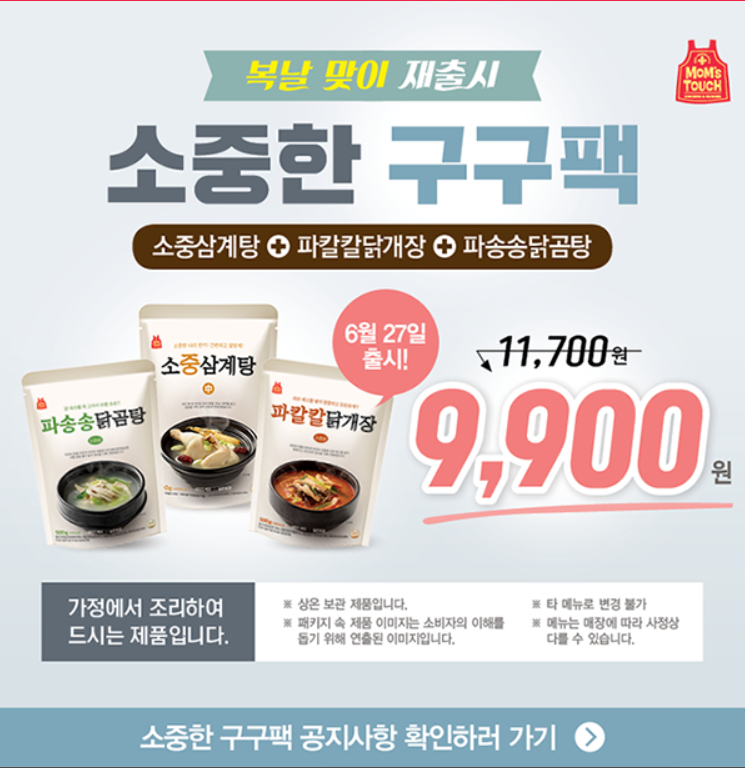 복날 맞이 재출시
MOM's
TOUCH
소중한 구구팩
소중삼계탕 + 파칼칼닭개장 + 파송송닭곰탕
6월 27일
출시!
11,700원
9,900원
소중삼계탕
中
파송송닭곰탕
파칼칼닭개장
가정에서 조리하여
드시는 제품입니다.
※ 상온 보관 제품입니다.
※ 패키지 속 제품 이미지는 소비자의 이해를
돕기 위해 연출된 이미지입니다.
※ 타 메뉴로 변경 불가
※ 메뉴는 매장에 따라 사정상
다를 수 있습니다.
소중한 구구팩 공지사항 확인하러 가기